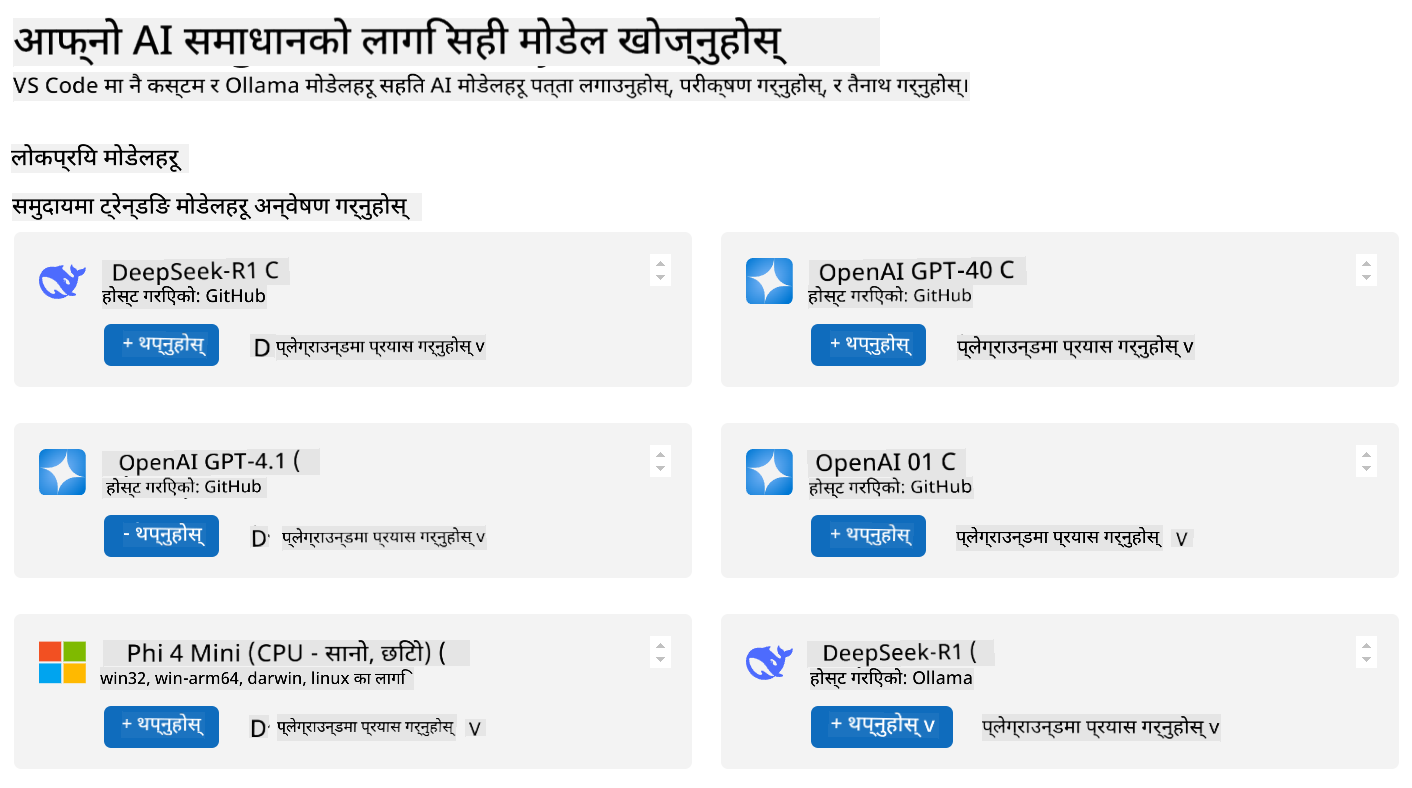 आफ्नो AI समाधानको लागि सही मोडेल खोज्नुहोस्
VS Code मा नै कस्टम र Ollama मोडेलहरू सहित AI मोडेलहरू पत्ता लगाउनुहोस्, परीक्षण गर्नुहोस्, र तैनाथ गर्नुहोस्।
लोकप्रिय मोडेलहरू
समुदायमा ट्रेन्डिङ मोडेलहरू अन्वेषण गर्नुहोस्
DeepSeek-R1 C
होस्ट गरिएको: GitHub
+ थप्नुहोस्
D प्लेग्राउन्डमा प्रयास गर्नुहोस् v
OpenAI GPT-40 C
होस्ट गरिएको: GitHub
+ थप्नुहोस्
प्लेग्राउन्डमा प्रयास गर्नुहोस् v
OpenAI GPT-4.1 (
होस्ट गरिएको: GitHub
- थप्नुहोस्
D प्लेग्राउन्डमा प्रयास गर्नुहोस् v
OpenAI 01 C
होस्ट गरिएको: GitHub
+ थप्नुहोस्
प्लेग्राउन्डमा प्रयास गर्नुहोस् V
Phi 4 Mini (CPU - सानो, छिटो) (
win32, win-arm64, darwin, linux का लागि
+ थप्नुहोस्
D प्लेग्राउन्डमा प्रयास गर्नुहोस् V
DeepSeek-R1 (
होस्ट गरिएको: Ollama
+ थप्नुहोस् v
प्लेग्राउन्डमा प्रयास गर्नुहोस् v